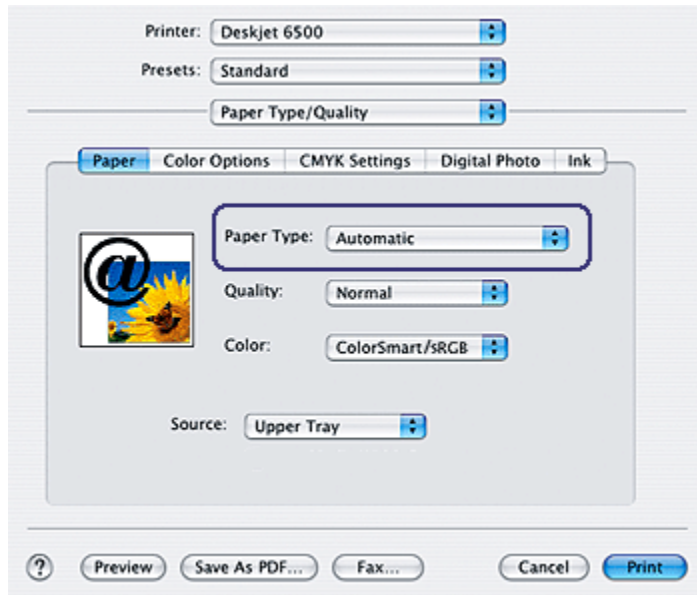 Printer: Deskjet 6500
Presets: Standard
Paper Type/Quality
Paper Color Options CMYK Settings Digital Photo Ink
Paper Type: Automatic
@
Quality: Normal
Color: ColorSmart/sRGB
Source: Upper Tray
? Preview Save As PDF... Fax... Cancel Print